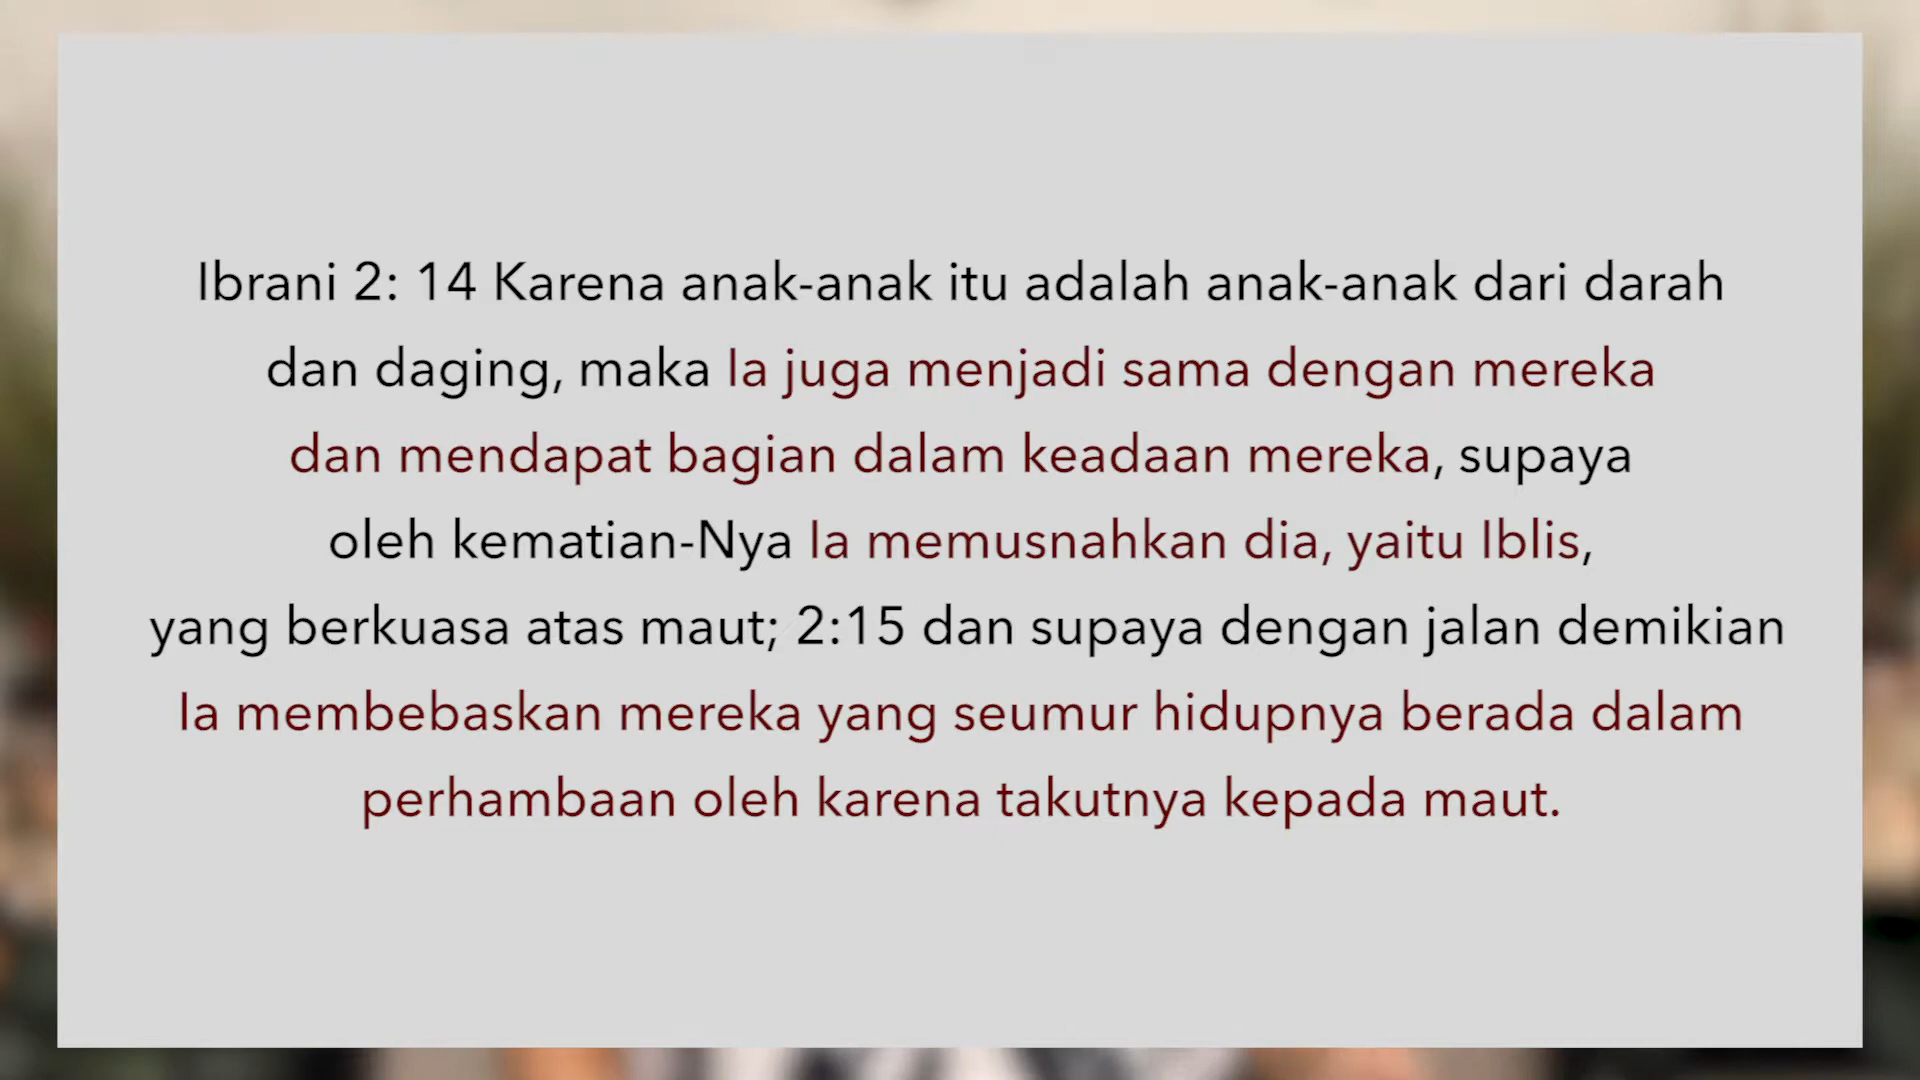 Ibrani 2: 14 Karena anak-anak itu adalah anak-anak dari darah
dan daging, maka Ia juga menjadi sama dengan mereka
dan mendapat bagian dalam keadaan mereka, supaya
oleh kematian-Nya Ia memusnahkan dia, yaitu Iblis,
yang berkuasa atas maut; 2:15 dan supaya dengan jalan demikian
Ia membebaskan mereka yang seumur hidupnya berada dalam
perhambaan oleh karena takutnya kepada maut.